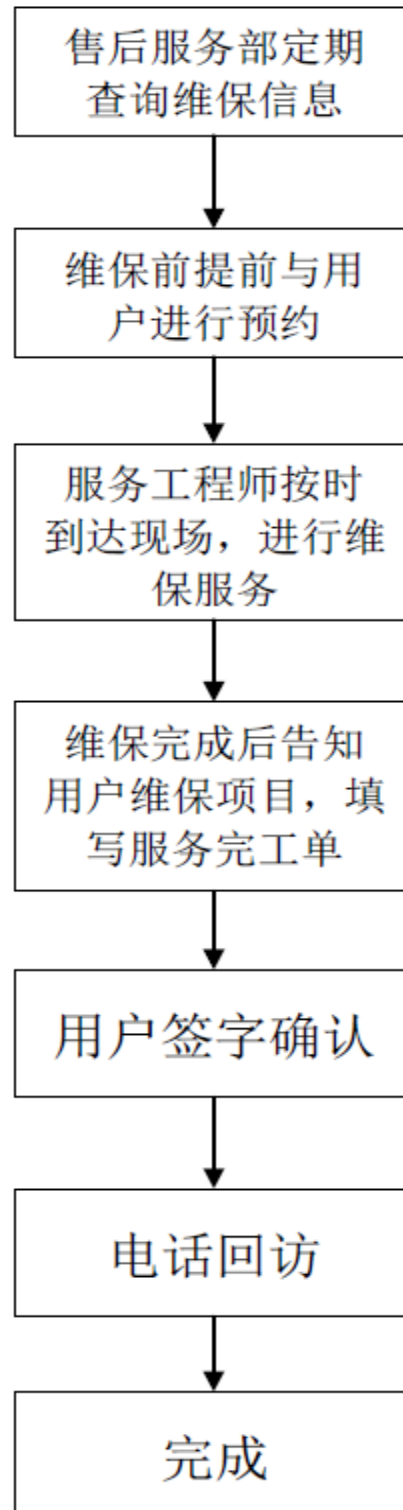 售后服务部定期
查询维保信息
维保前提前与用
户进行预约
服务工程师按时
到达现场，进行维
保服务
维保完成后告知
用户维保项目，填
写服务完工单
用户签字确认
电话回访
完成